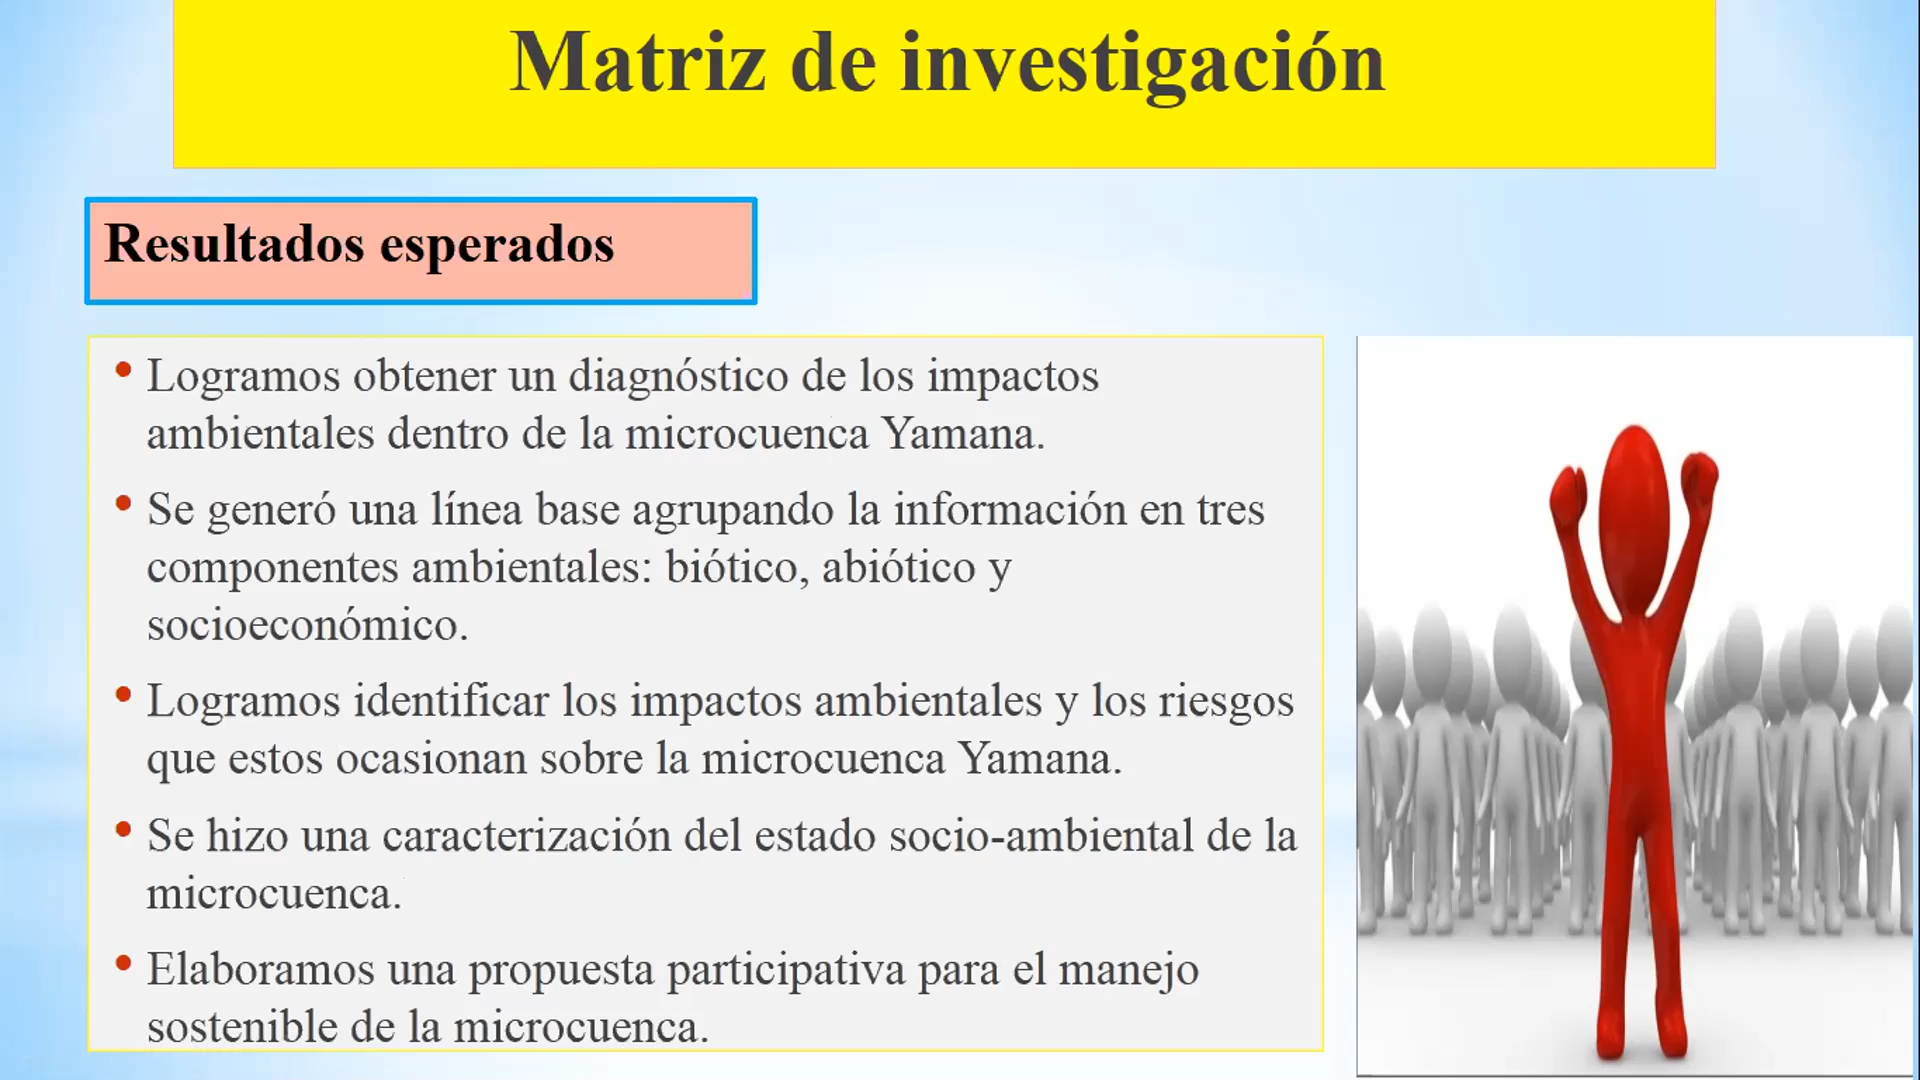 Matriz de investigación
Resultados esperados
• Logramos obtener un diagnóstico de los impactos
ambientales dentro de la microcuenca Yamana.
• Se generó una línea base agrupando la información en tres
componentes ambientales: biótico, abiótico y
socioeconómico.
• Logramos identificar los impactos ambientales y los riesgos
que estos ocasionan sobre la microcuenca Yamana.
• Se hizo una caracterización del estado socio-ambiental de la
microcuenca.
• Elaboramos una propuesta participativa para el manejo
sostenible de la microcuenca.